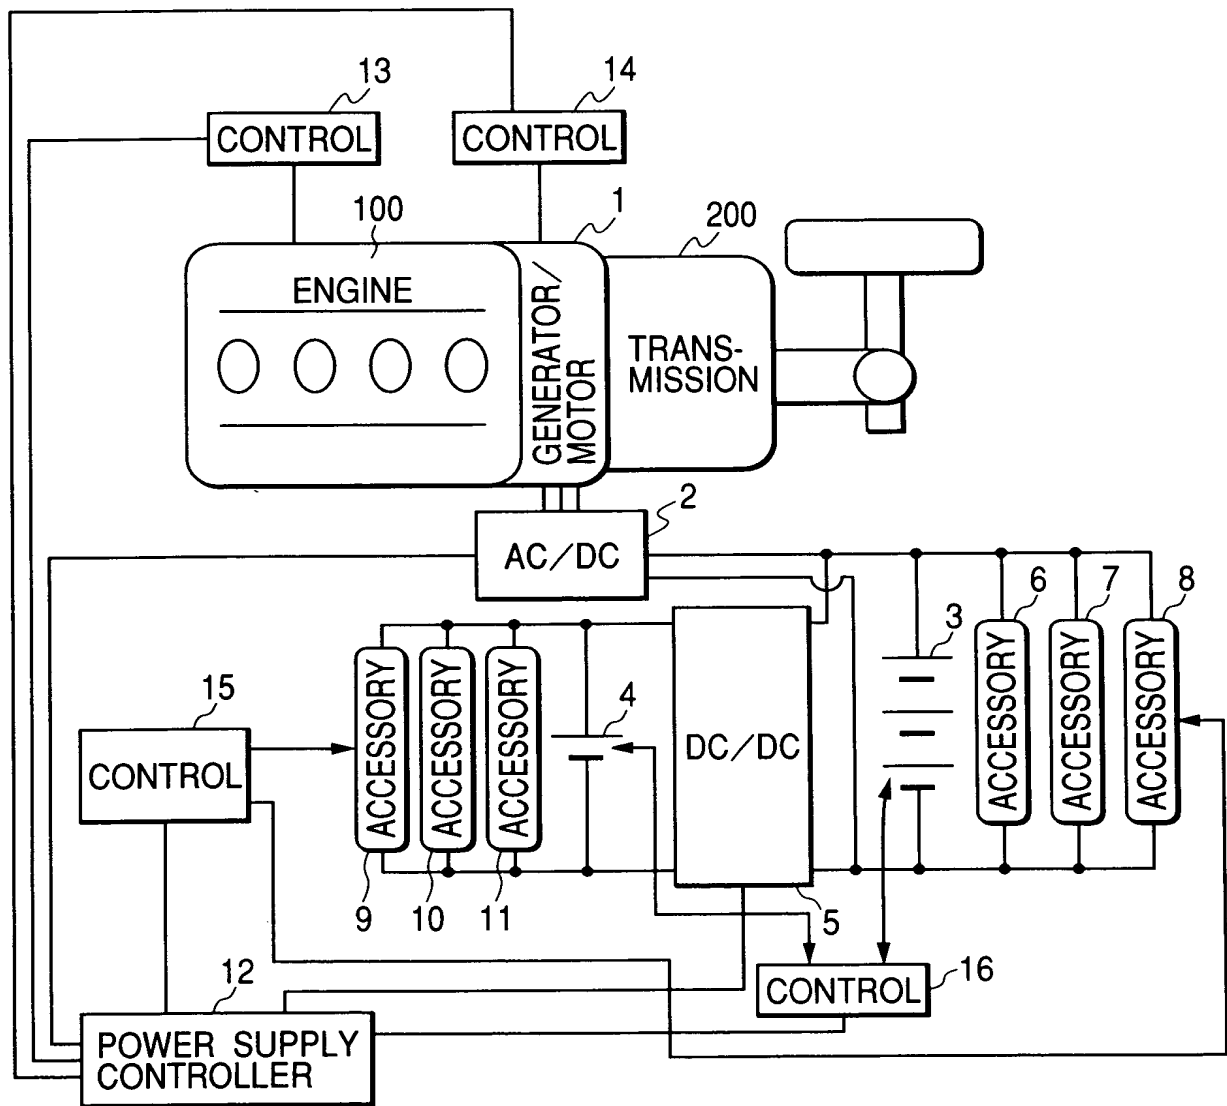 13
14
CONTROL
CONTROL
100
1
200
ENGINE
GENERATOR/
MOTOR
TRANS-
MISSION
2
AC/DC
6
7
8
3
15
4
ACCESSORY
ACCESSORY
ACCESSORY
DC/DC
ACCESSORY
ACCESSORY
ACCESSORY
CONTROL
9
10
11
5
12
16
CONTROL
POWER SUPPLY
CONTROLLER